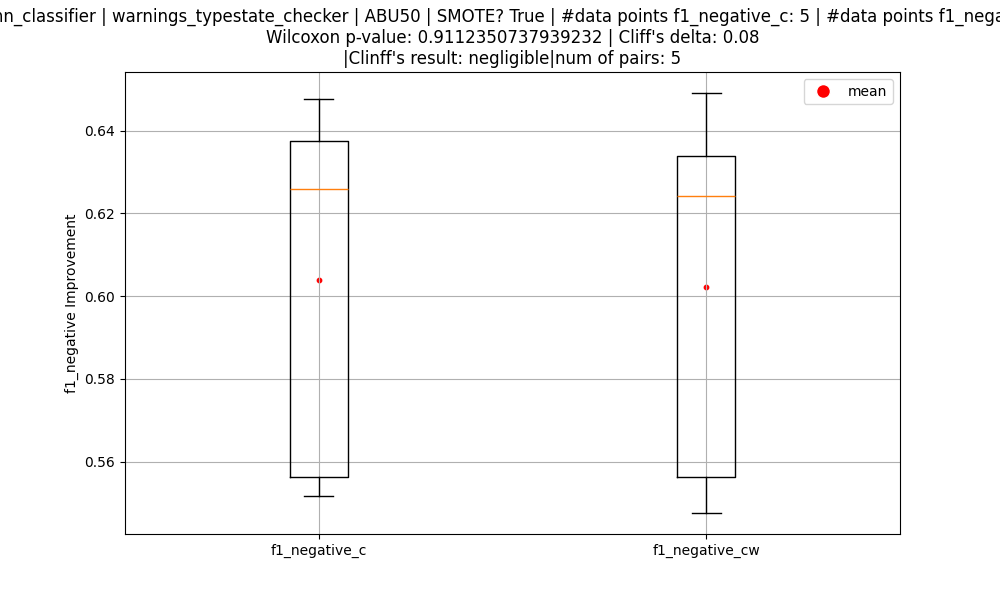 n_classifier | warnings_typestate_checker | ABU50 | SMOTE? True | #data points f1_negative_c: 5 | #data points f1_nega
Wilcoxon p-value: 0.9112350737939232 | Cliff's delta: 0.08
|Clinff's result: negligible|num of pairs: 5
mean
0.64
0.62
0.60
0.58
0.56
f1_negative Improvement
f1_negative_c
f1_negative_cw